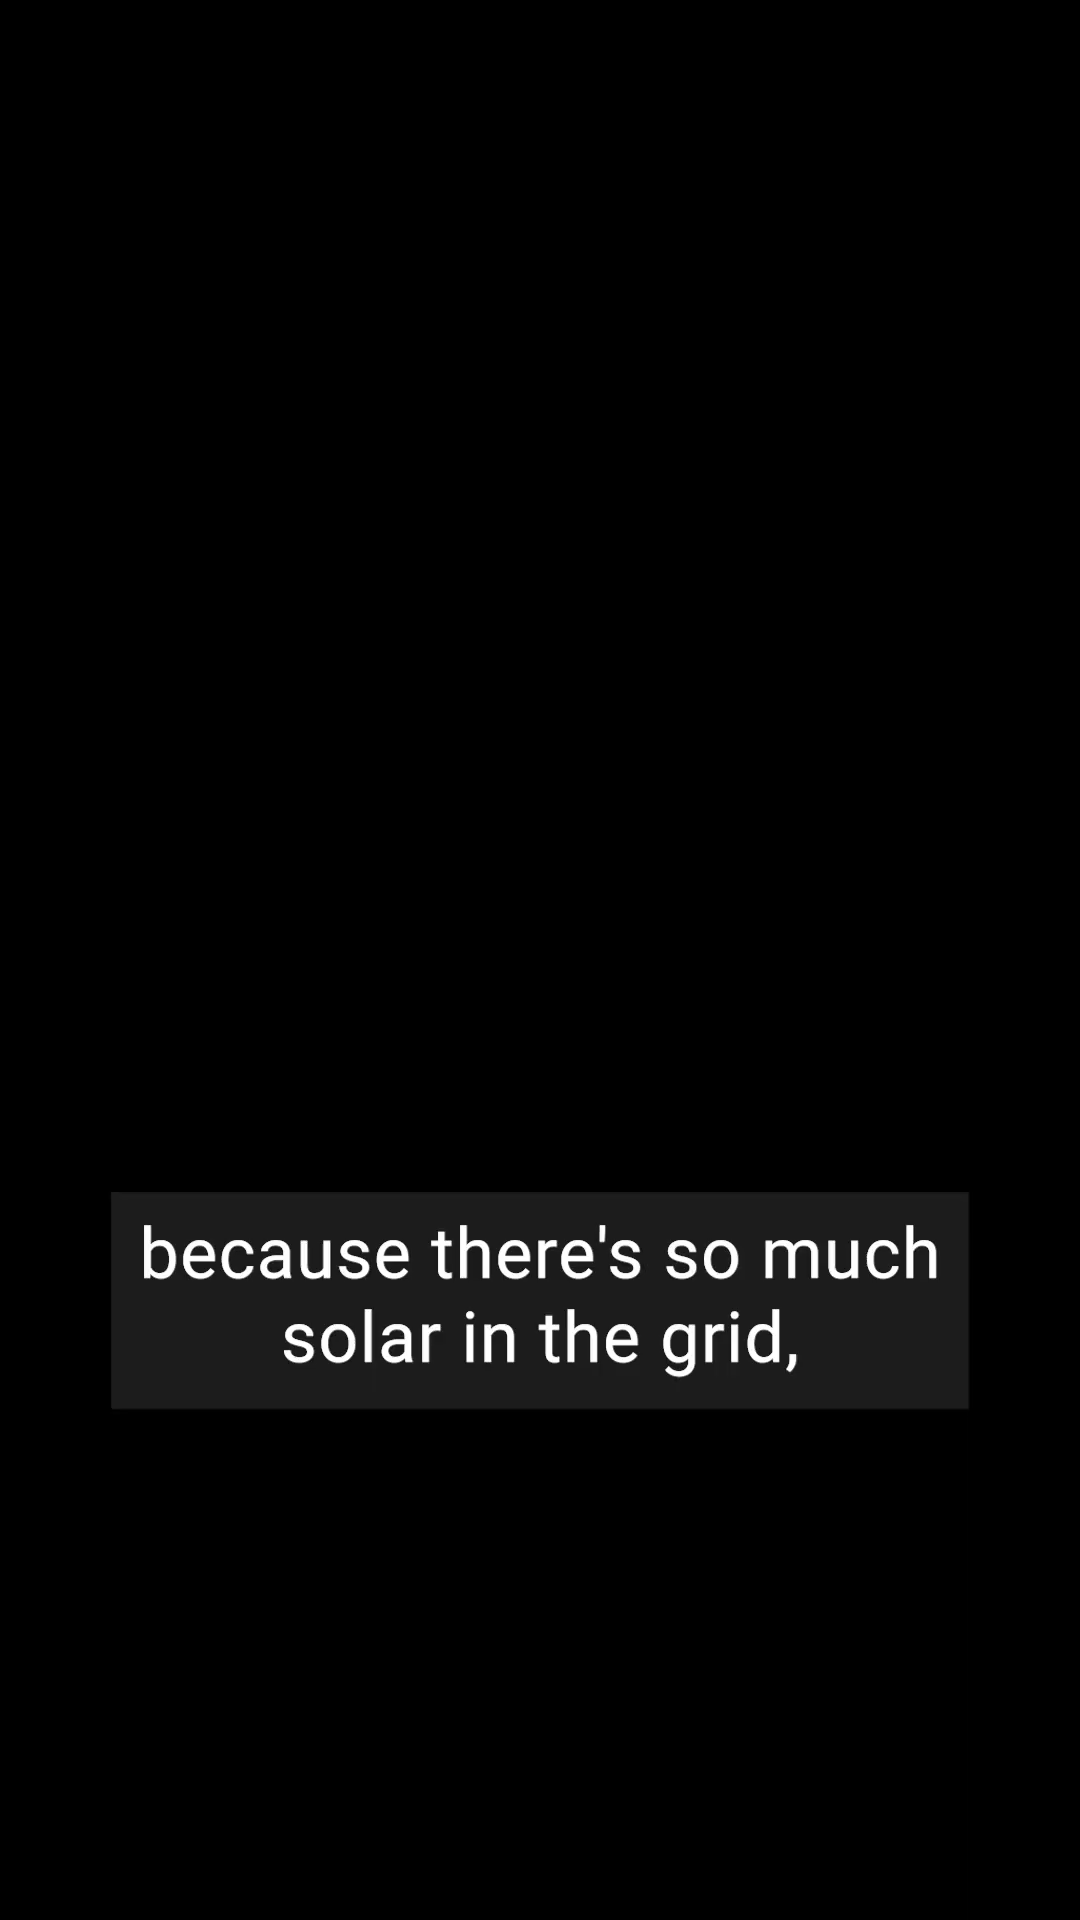 because there's so much
solar in the grid,